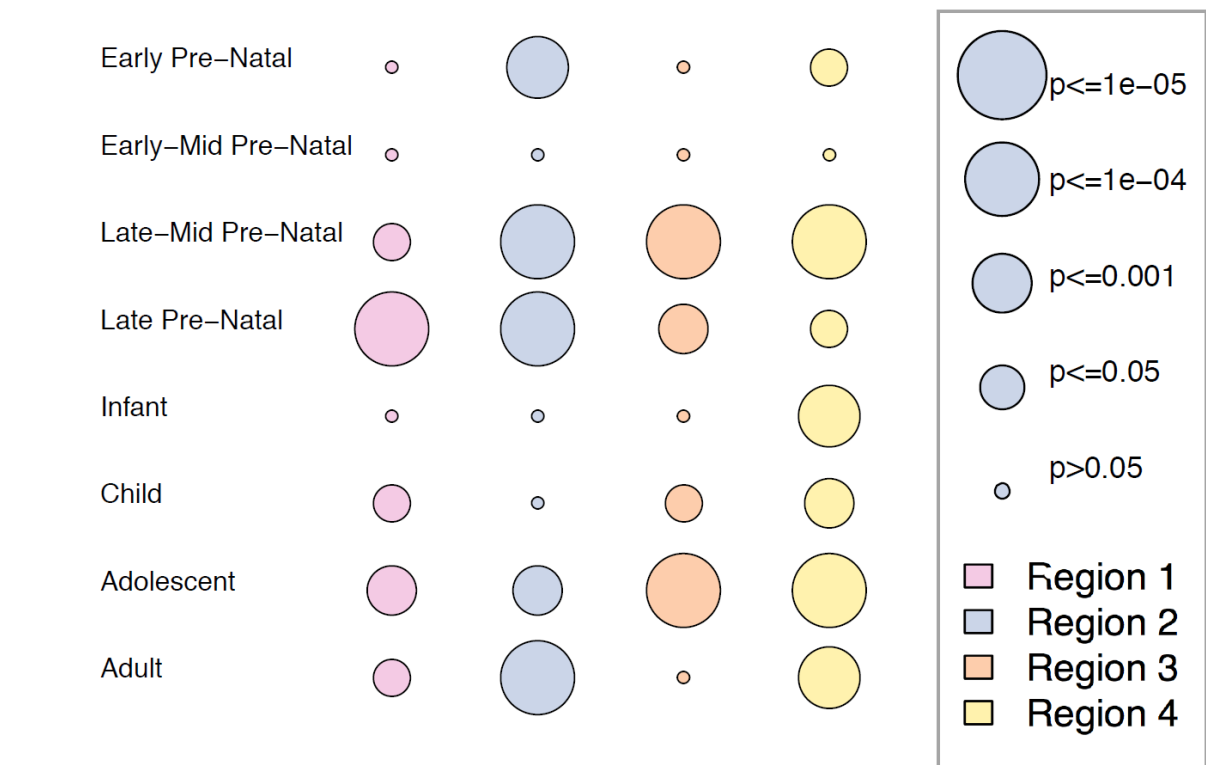 Early Pre−Natal
Early−Mid Pre−Natal
Late−Mid Pre−Natal
Late Pre−Natal
Infant
Child
Adolescent
Adult
p<=1e−05
p<=1e−04
p<=0.001
p<=0.05
p>0.05
Region 1
Region 2
Region 3
Region 4